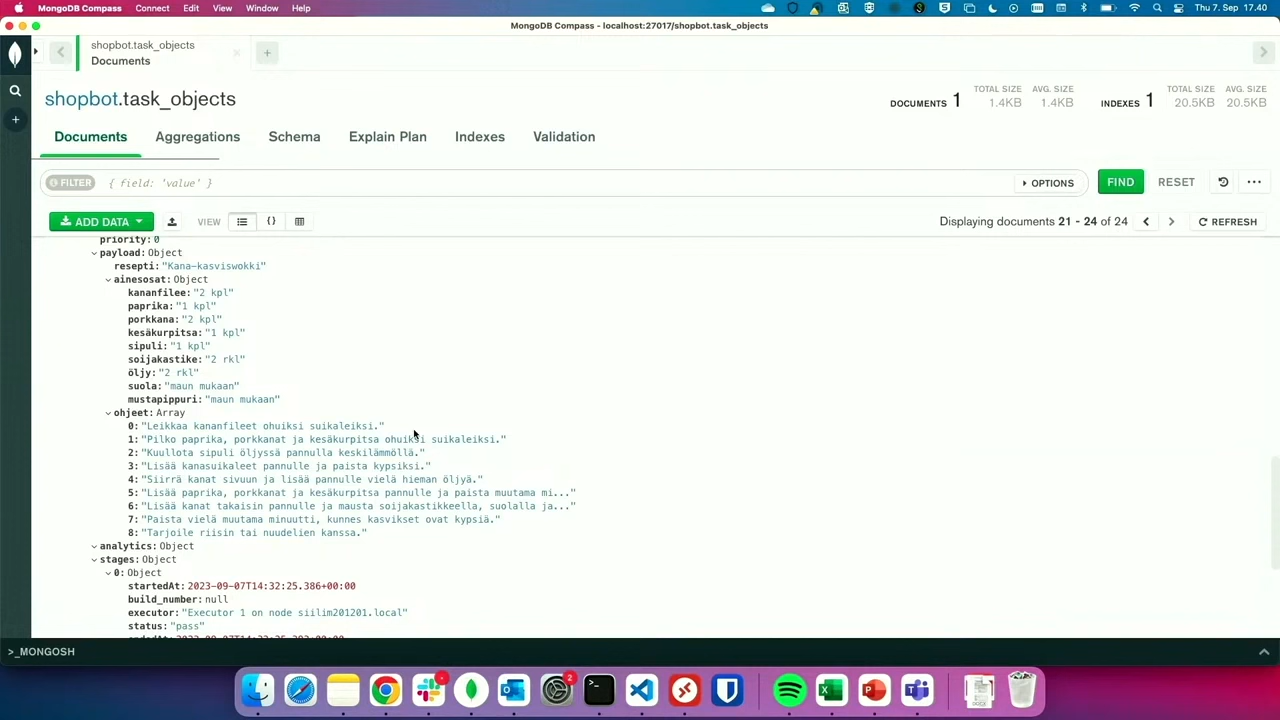 MongoDB Compass Connect Edit View Window Help
Thu 7. Sep 17.40
MongoDB Compass - localhost:27017/shopbot.task_objects
shopbot.task_objects
Documents
shopbot.task_objects
DOCUMENTS 1
TOTAL SIZE 1.4KB
AVG. SIZE 1.4KB
INDEXES 1
TOTAL SIZE 20.5KB
AVG. SIZE 20.5KB
Documents Aggregations Schema Explain Plan Indexes Validation
FILTER { field: 'value' } OPTIONS FIND RESET
ADD DATA VIEW {} Displaying documents 21 - 24 of 24 REFRESH
priority: 0
payload: Object
resepti: "Kana-kasviswokki"
ainesosat: Object
kananfilee: "2 kpl"
paprika: "1 kpl"
porkkana: "2 kpl"
kesäkurpitsa: "1 kpl"
sipuli: "1 kpl"
soijakastike: "2 rkl"
öljy: "2 rkl"
suola: "maun mukaan"
mustapippuri: "maun mukaan"
ohjeet: Array
0: "Leikkaa kananfileet ohuiksi suikaleiksi."
1: "Pilko paprika, porkkanat ja kesäkurpitsa ohuiksi suikaleiksi."
2: "Kuullota sipuli öljyssä pannulla keskilämmöllä."
3: "Lisää kanasuikaleet pannulle ja paista kypsiksi."
4: "Siirrä kanat sivuun ja lisää pannulle vielä hieman öljyä."
5: "Lisää paprika, porkkanat ja kesäkurpitsa pannulle ja paista muutama mi..."
6: "Lisää kanat takaisin pannulle ja mausta soijakastikkeella, suolalla ja..."
7: "Paista vielä muutama minuutti, kunnes kasvikset ovat kypsiä."
8: "Tarjoile riisin tai nuudelien kanssa."
analytics: Object
stages: Object
0: Object
startedAt: 2023-09-07T14:32:25.386+00:00
build_number: null
executor: "Executor 1 on node siilim201201.local"
status: "pass"
>_MONGOSH
2